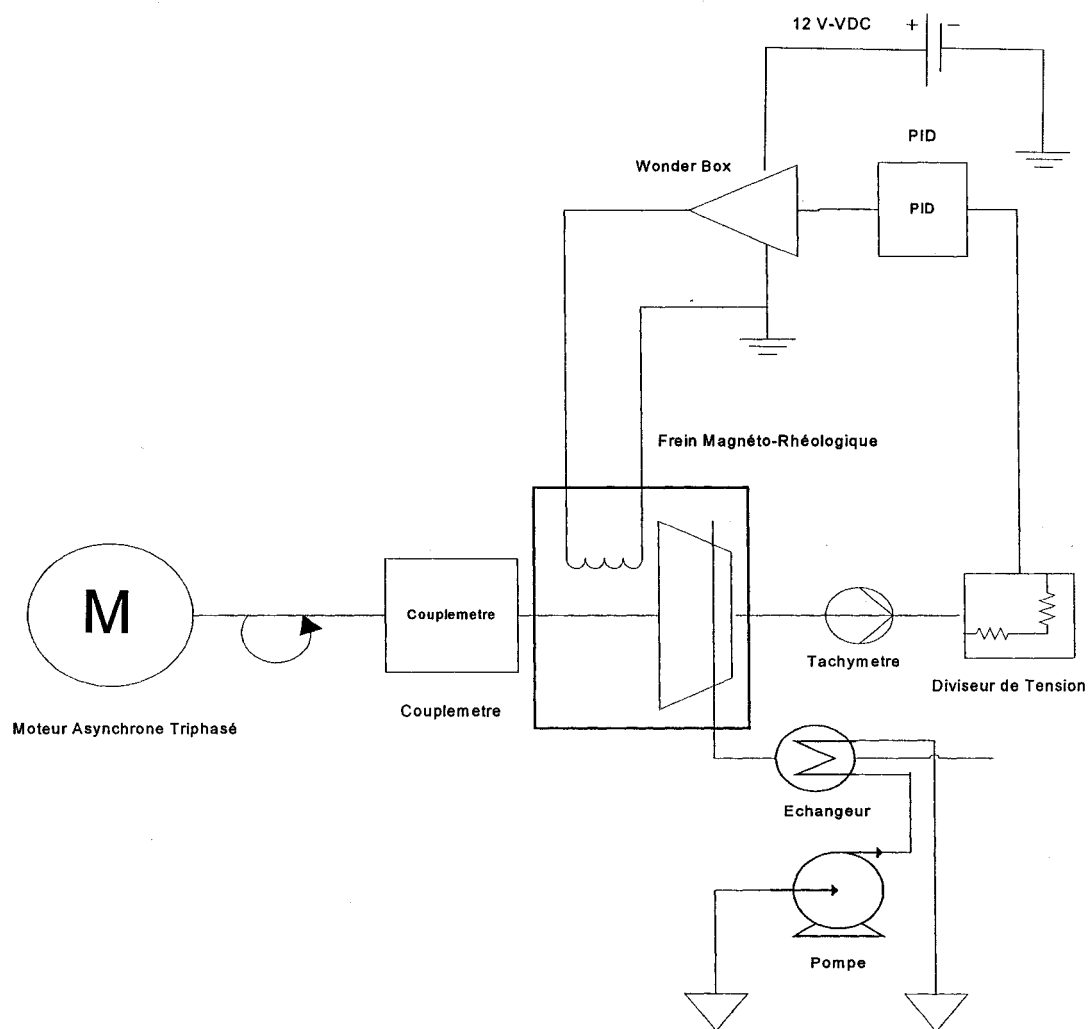 12 V-VDC
+
–
PID
Wonder Box
PID
Frein Magnéto-Rhéologique
M
Couplemetre
Tachymetre
Diviseur de Tension
Couplemetre
Moteur Asynchrone Triphasé
Echangeur
Pompe